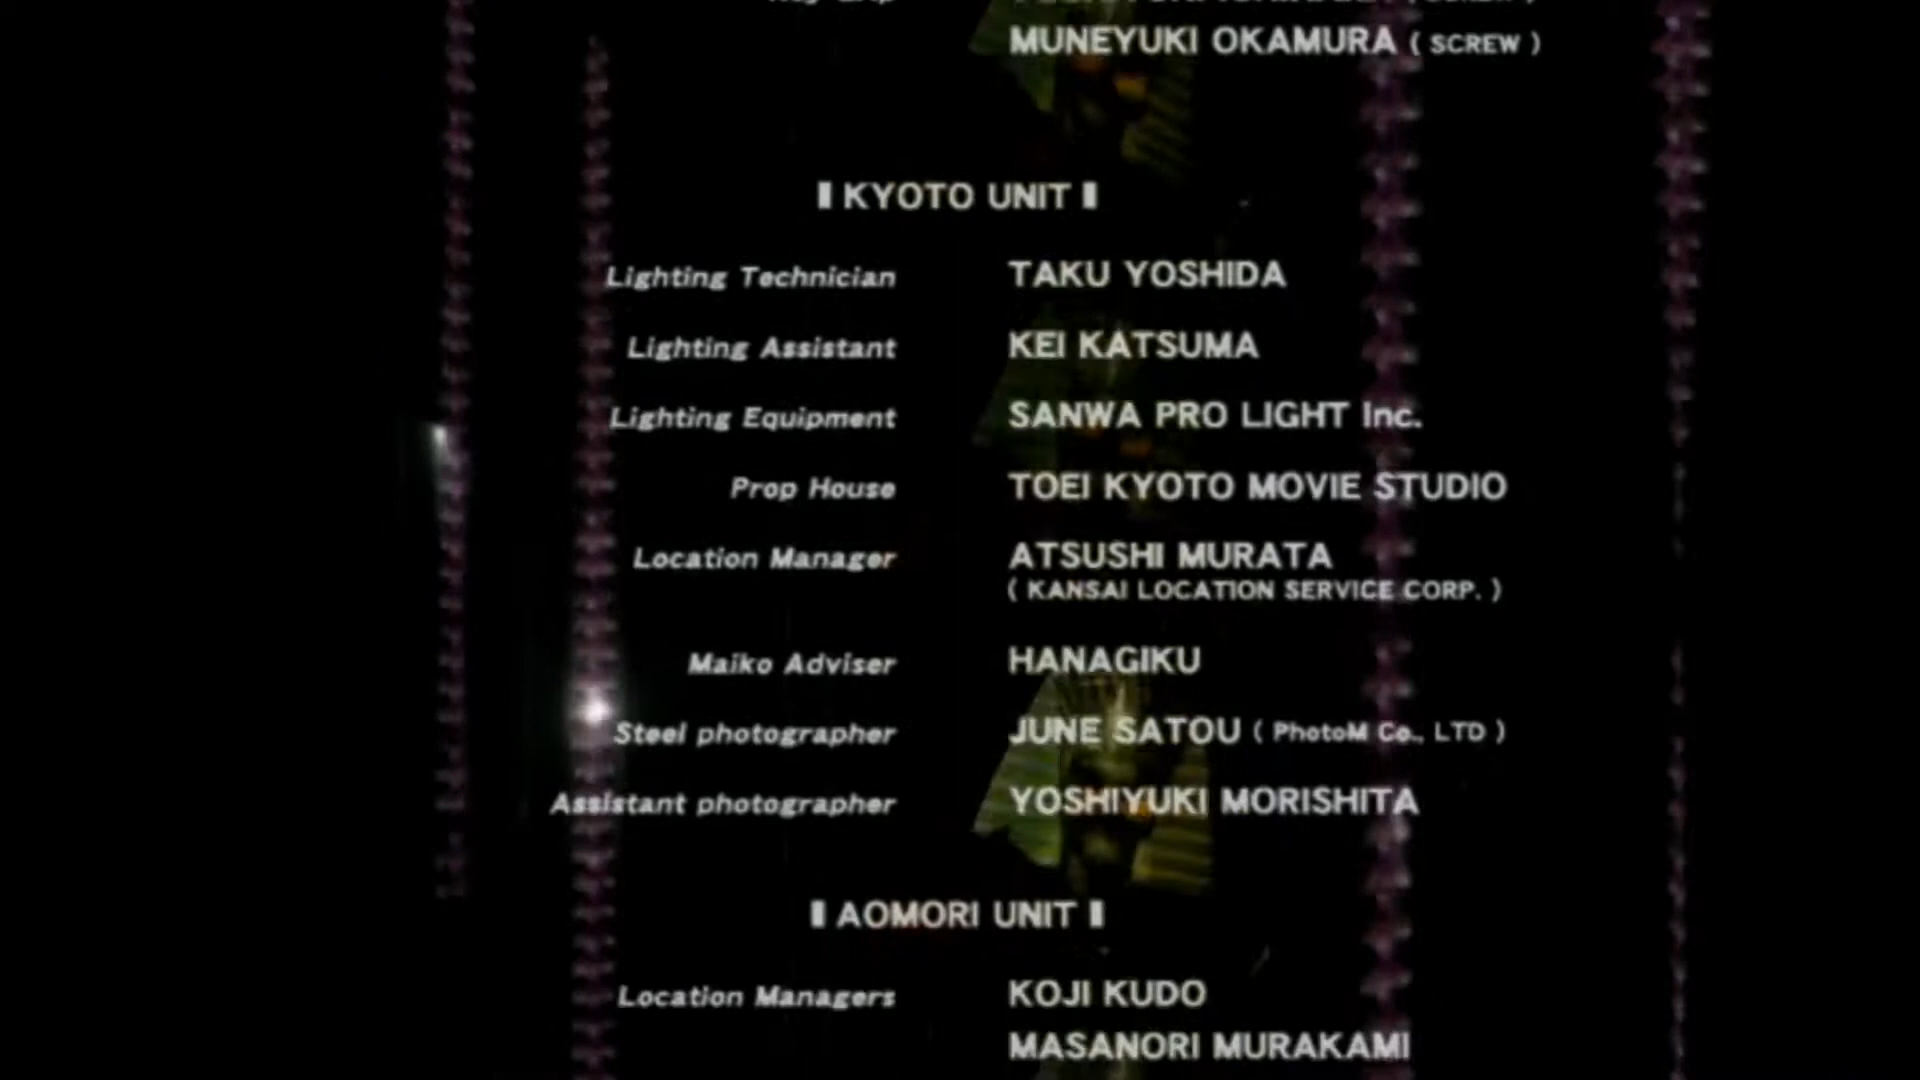 MUNEYUKI OKAMURA ( SCREW )
▮ KYOTO UNIT ▮
Lighting Technician TAKU YOSHIDA
Lighting Assistant KEI KATSUMA
Lighting Equipment SANWA PRO LIGHT Inc.
Prop House TOEI KYOTO MOVIE STUDIO
Location Manager ATSUSHI MURATA
( KANSAI LOCATION SERVICE CORP. )
Maiko Adviser HANAGIKU
Steel photographer JUNE SATOU ( PhotoM Co., LTD )
Assistant photographer YOSHIYUKI MORISHITA
▮ AOMORI UNIT ▮
Location Managers KOJI KUDO
MASANORI MURAKAMI